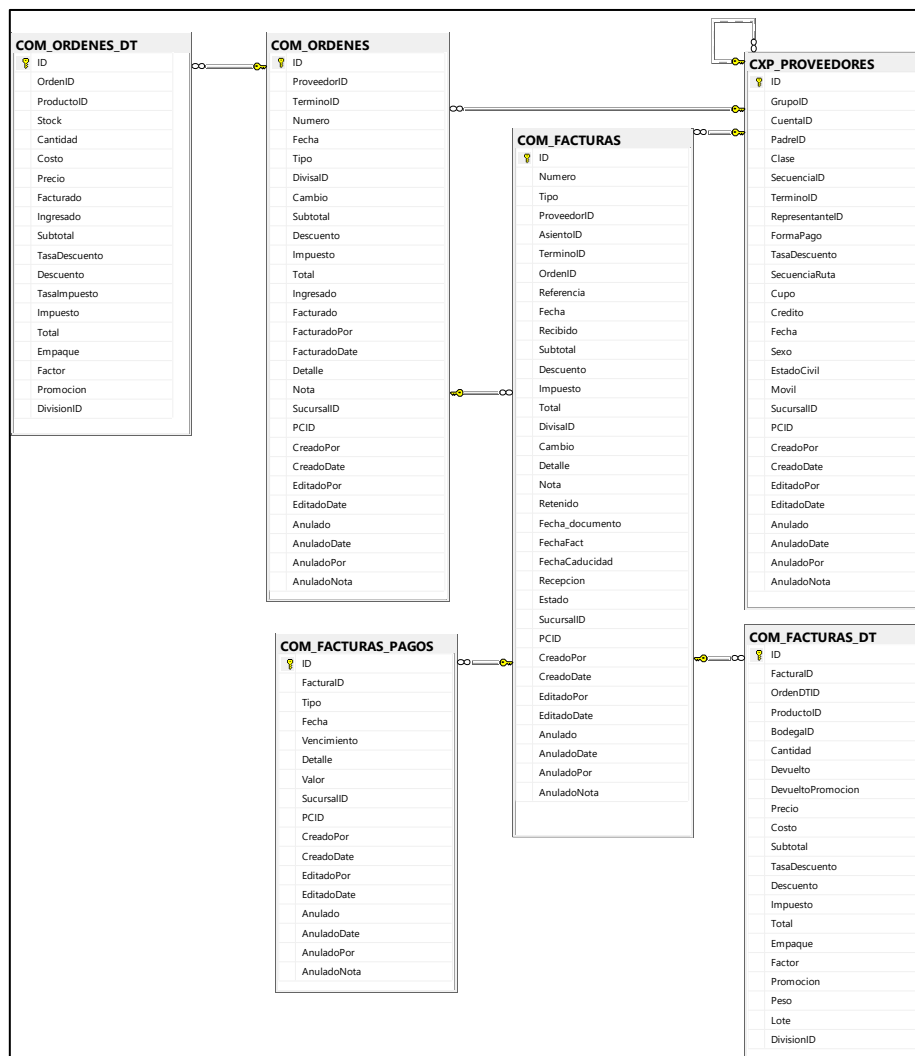 COM_ORDENES_DT
ID
OrdenID
ProductoID
Stock
Cantidad
Costo
Precio
Facturado
Ingresado
Subtotal
TasaDescuento
Descuento
TasaImpuesto
Impuesto
Total
Empaque
Factor
Promocion
DivisionID
COM_ORDENES
ID
ProveedorID
TerminoID
Numero
Fecha
Tipo
DivisaID
Cambio
Subtotal
Descuento
Impuesto
Total
Ingresado
Facturado
FacturadoPor
FacturadoDate
Detalle
Nota
SucursalID
PCID
CreadoPor
CreadoDate
EditadoPor
EditadoDate
Anulado
AnuladoDate
AnuladoPor
AnuladoNota
COM_FACTURAS
ID
Numero
Tipo
ProveedorID
AsientoID
TerminoID
OrdenID
Referencia
Fecha
Recibido
Subtotal
Descuento
Impuesto
Total
DivisaID
Cambio
Detalle
Nota
Retenido
Fecha_documento
FechaFact
FechaCaducidad
Recepcion
Estado
SucursalID
PCID
CreadoPor
CreadoDate
EditadoPor
EditadoDate
Anulado
AnuladoDate
AnuladoPor
AnuladoNota
CXP_PROVEEDORES
ID
GrupoID
CuentaID
PadreID
Clase
SecuencialD
TerminoID
RepresentanteID
FormaPago
TasaDescuento
SecuenciaRuta
Cupo
Credito
Fecha
Sexo
EstadoCivil
Movil
SucursalID
PCID
CreadoPor
CreadoDate
EditadoPor
EditadoDate
Anulado
AnuladoDate
AnuladoPor
AnuladoNota
COM_FACTURAS_PAGOS
ID
FacturaID
Tipo
Fecha
Vencimiento
Detalle
Valor
SucursalID
PCID
CreadoPor
CreadoDate
EditadoPor
EditadoDate
Anulado
AnuladoDate
AnuladoPor
AnuladoNota
COM_FACTURAS_DT
ID
FacturaID
OrdenDTID
ProductoID
BodegaID
Cantidad
Devuelto
DevueltoPromocion
Precio
Costo
Subtotal
TasaDescuento
Descuento
Impuesto
Total
Empaque
Factor
Promocion
Peso
Lote
DivisionID